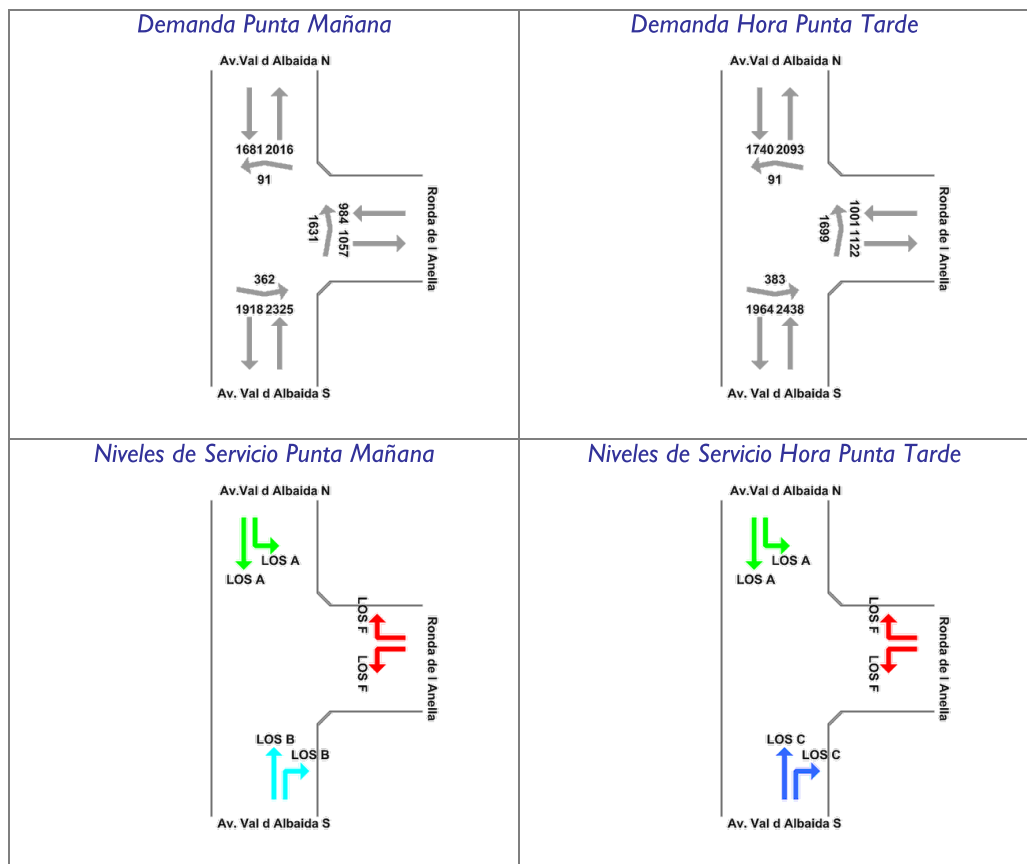 Demanda Punta Mañana
Av.Val d Albaida N
1681 2016
91
1631
984 1057
Ronda de l Anella
362
1918 2325
Av. Val d Albaida S
Demanda Hora Punta Tarde
Av.Val d Albaida N
1740 2093
91
1699
1001 1122
Ronda de l Anella
383
1964 2438
Av. Val d Albaida S
Niveles de Servicio Punta Mañana
Av.Val d Albaida N
LOS A
LOS A
LOS F
LOS F
Ronda de l Anella
LOS B
LOS B
Av. Val d Albaida S
Niveles de Servicio Hora Punta Tarde
Av.Val d Albaida N
LOS A
LOS A
LOS F
LOS F
Ronda de l Anella
LOS C
LOS C
Av. Val d Albaida S